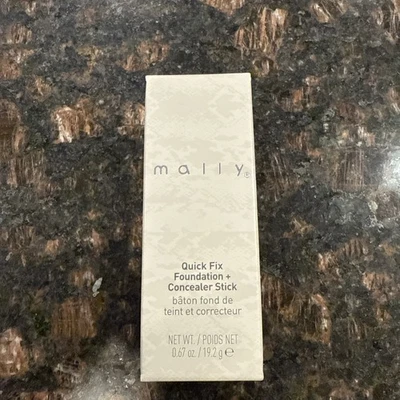 mally®
Quick Fix
Foundation +
Concealer Stick
bâton fond de
teint et correcteur
NET WT. / POIDS NET
0.67 oz. / 19.2 g ℮